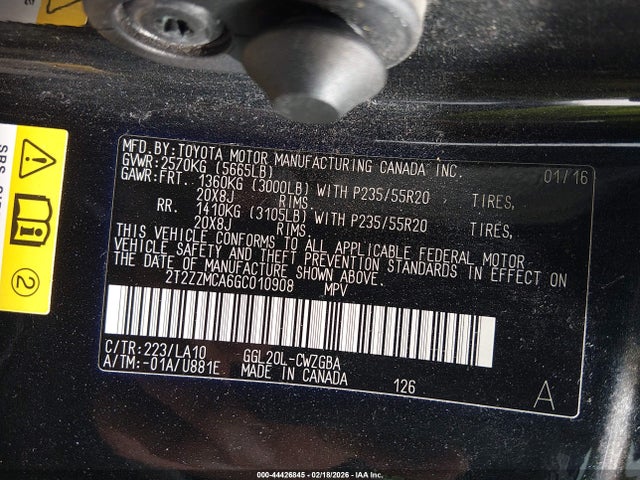 MFD.BY:TOYOTA MOTOR MANUFACTURING CANADA INC. 01/16
GVWR:2570KG (5665LB)
GAWR:FRT. 1360KG (3000LB) WITH P235/55R20 TIRES,
20X8J RIMS,
RR. 1410KG (3105LB) WITH P235/55R20 TIRES,
20X8J RIMS,
THIS VEHICLE CONFORMS TO ALL APPLICABLE FEDERAL MOTOR
VEHICLE SAFETY AND THEFT PREVENTION STANDARDS IN EFFECT ON
THE DATE OF MANUFACTURE SHOWN ABOVE.
2T2ZZMCA6GC010908 MPV
C/TR:223/LA10 GGL20L-CWZGBA
A/TM:-01A/U881E MADE IN CANADA 126 A
2
000-44426845 - 02/18/2026 - IAA Inc.